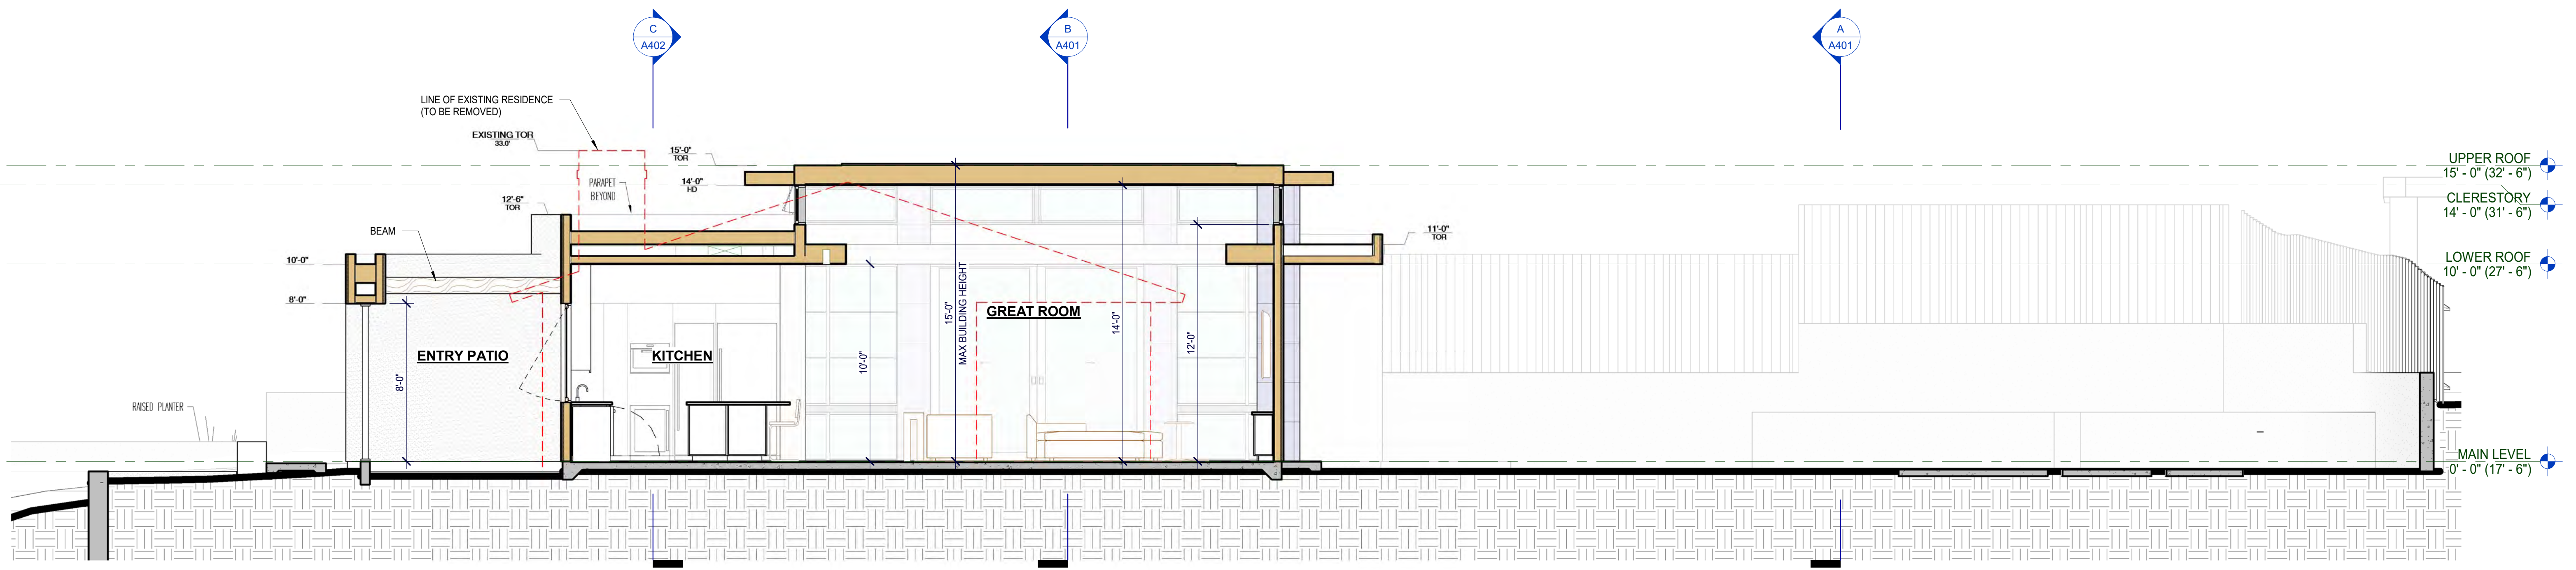 C
A402
B
A401
A
A401
LINE OF EXISTING RESIDENCE
(TO BE REMOVED)
EXISTING TOR
33.0'
15'-0"
TOR
PARAPET
BEYOND
14'-0"
HD
12'-6"
TOR
BEAM
10'-0"
8'-0"
11'-0"
TOR
UPPER ROOF
15' - 0" (32' - 6")
CLERESTORY
14' - 0" (31' - 6")
LOWER ROOF
10' - 0" (27' - 6")
ENTRY PATIO
8'-0"
KITCHEN
10'-0"
15'-0"
MAX BUILDING HEIGHT
GREAT ROOM
14'-0"
12'-0"
RAISED PLANTER
MAIN LEVEL
0' - 0" (17' - 6")